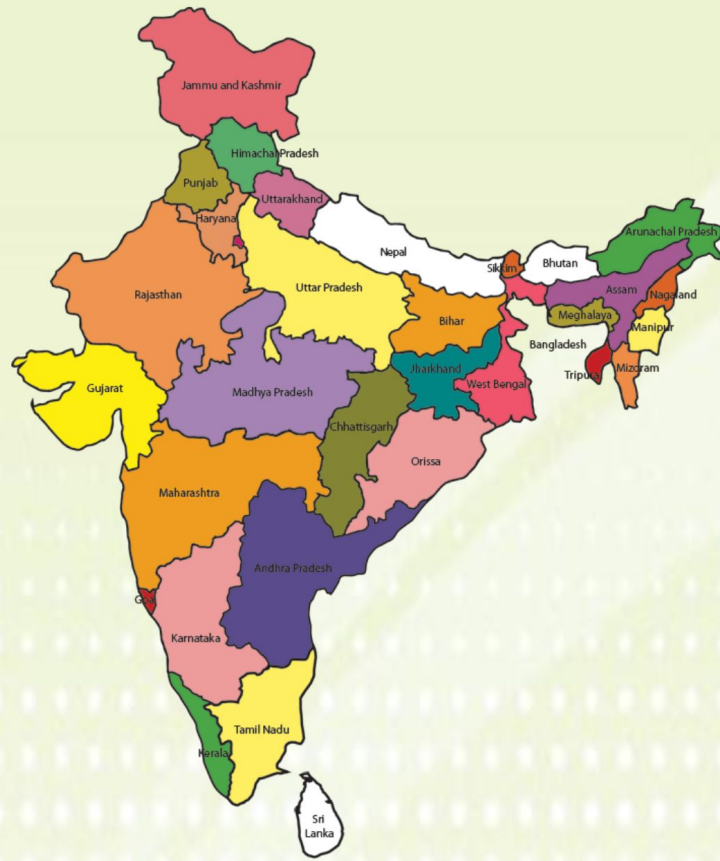 Jammu and Kashmir
Himachal Pradesh
Punjab
Uttarakhand
Haryana
Arunachal Pradesh
Nepal
Sikkim
Bhutan
Rajasthan
Uttar Pradesh
Assam
Nagaland
Bihar
Meghalaya
Manipur
Bangladesh
Jharkhand
Tripura
Mizoram
Gujarat
Madhya Pradesh
West Bengal
Chhattisgarh
Orissa
Maharashtra
Andhra Pradesh
Goa
Karnataka
Tamil Nadu
Kerala
Sri
Lanka